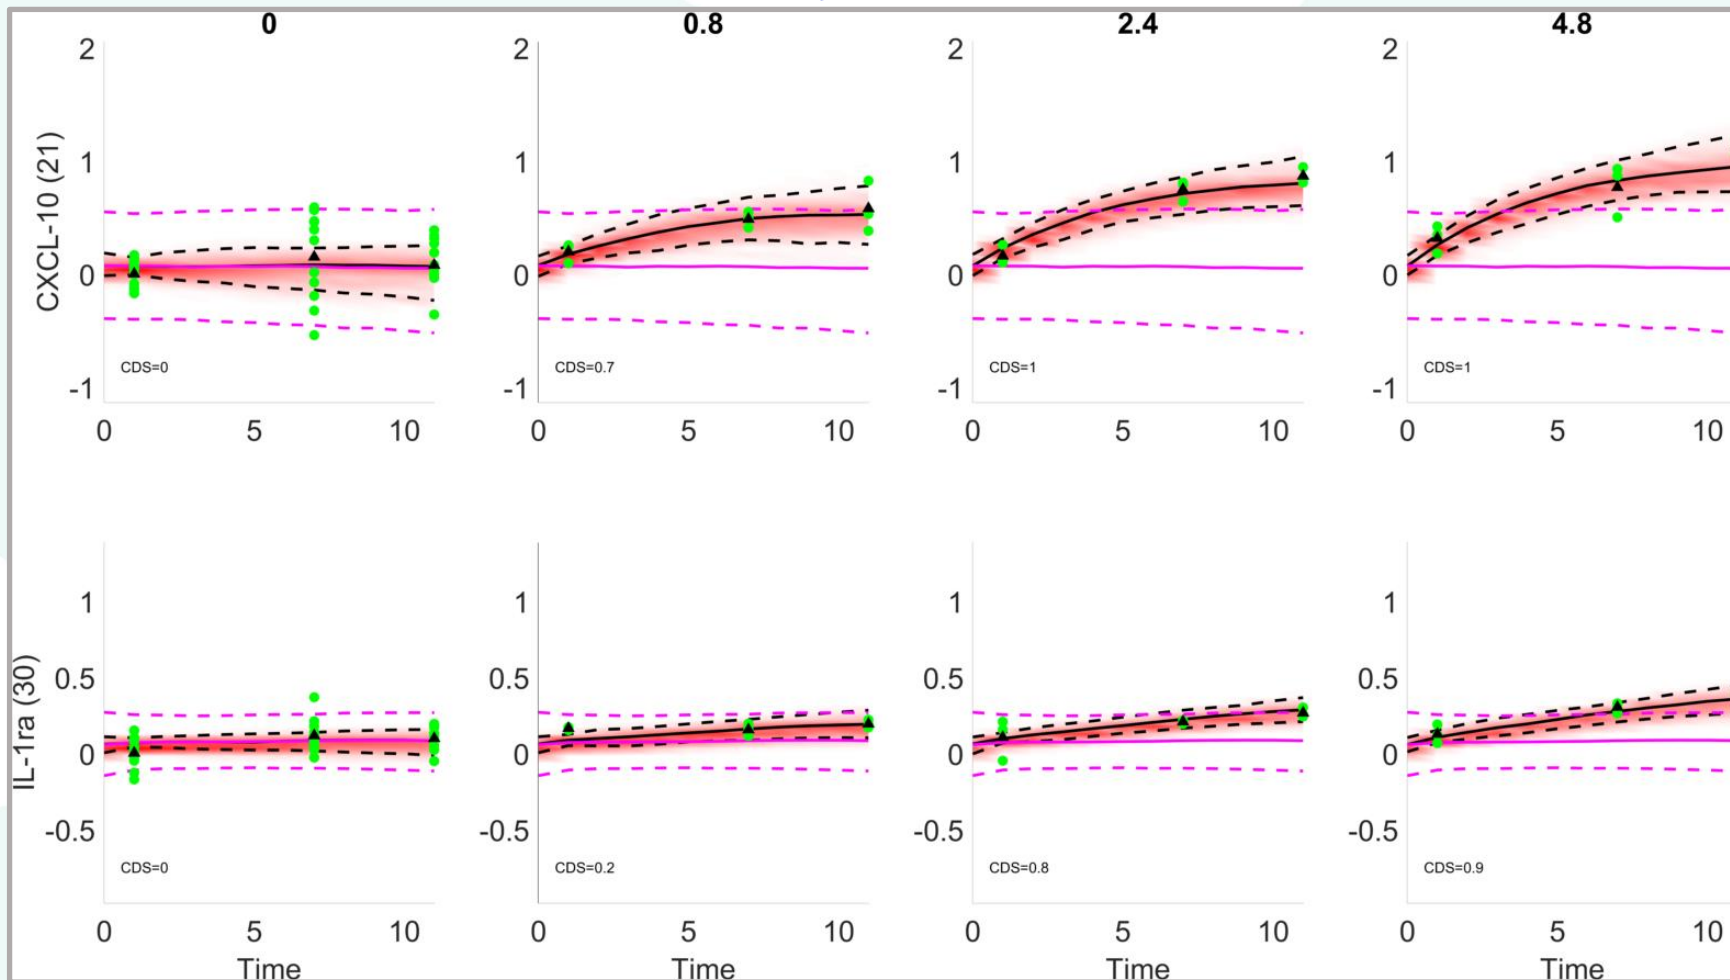 0 0.8 2.4 4.8
2 2 2 2
1 1 1 1
CXCL-10 (21)
0 0 0 0
CDS=0 CDS=0.7 CDS=1 CDS=1
-1 -1 -1 -1
0 5 10 0 5 10 0 5 10 0 5 10
1 1 1 1
0.5 0.5 0.5 0.5
IL-1ra (30)
0 0 0 0
-0.5 -0.5 -0.5 -0.5
CDS=0 CDS=0.2 CDS=0.8 CDS=0.9
0 5 10 0 5 10 0 5 10 0 5 10
Time Time Time Time